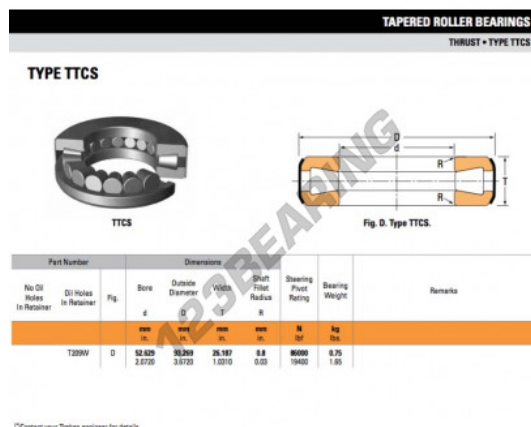 TAPERED ROLLER BEARINGS
THRUST • TYPE TTCS
TYPE TTCS
D
d
R
T
R
TTCS
Fig. D. Type TTCS.
123BEARING
Part Number Dimensions
No Oil Holes In Retainer Oil Holes In Retainer Fig. Bore Outside Diameter Width Shaft Fillet Radius Steering Pivot Rating Bearing Weight Remarks
d D T R
mm mm mm mm N kg
in. in. in. in. lbf lbs.
T209W D 52.629 93.269 26.187 0.8 86000 0.75
2.0720 3.6720 1.0310 0.03 19400 1.65